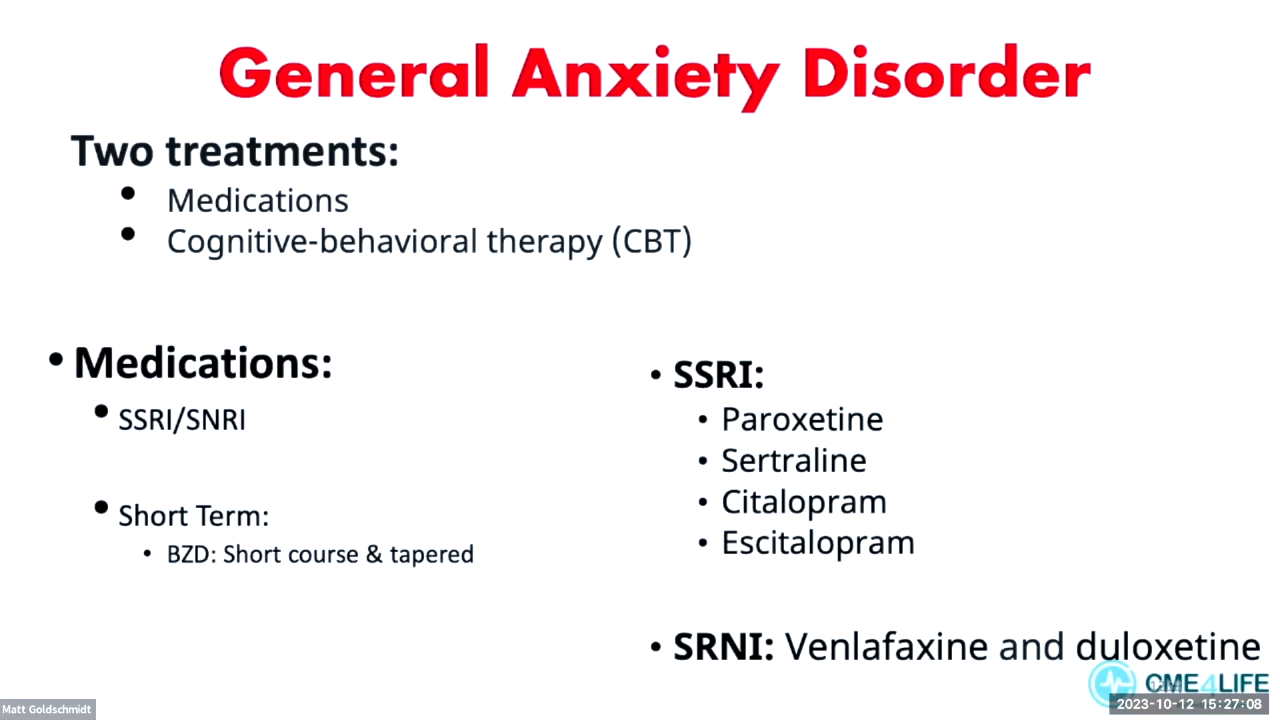 General Anxiety Disorder
Two treatments:
• Medications
• Cognitive-behavioral therapy (CBT)
• Medications:
• SSRI/SNRI
• Short Term:
• BZD: Short course & tapered
• SSRI:
• Paroxetine
• Sertraline
• Citalopram
• Escitalopram
• SRNI: Venlafaxine and duloxetine
CME4LIFE
Matt Goldschmidt
2023-10-12 15:27:08